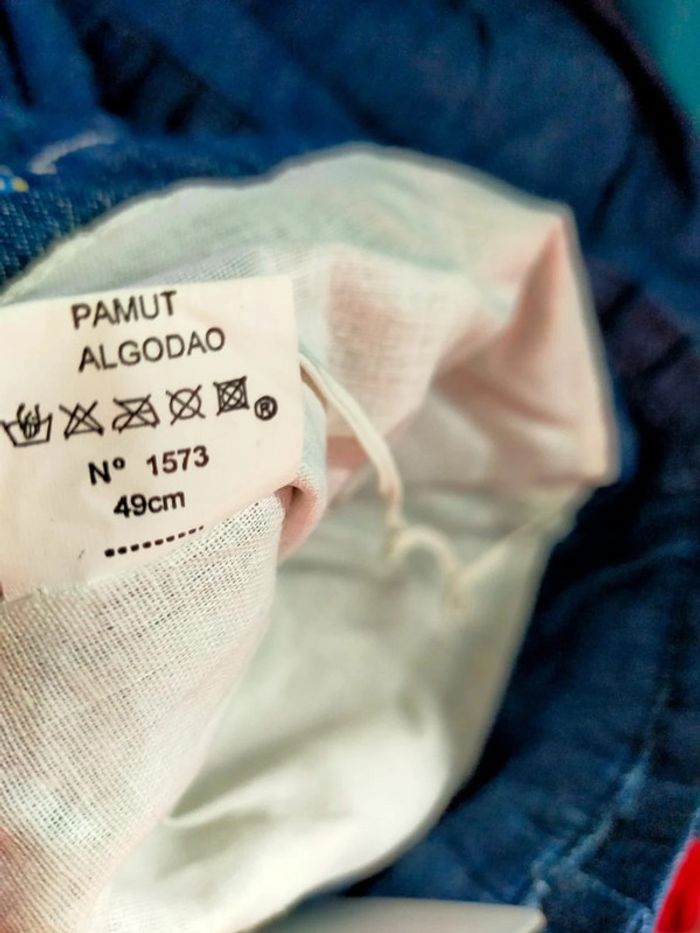 PAMUT
ALGODAO
®
Nº 1573
49cm